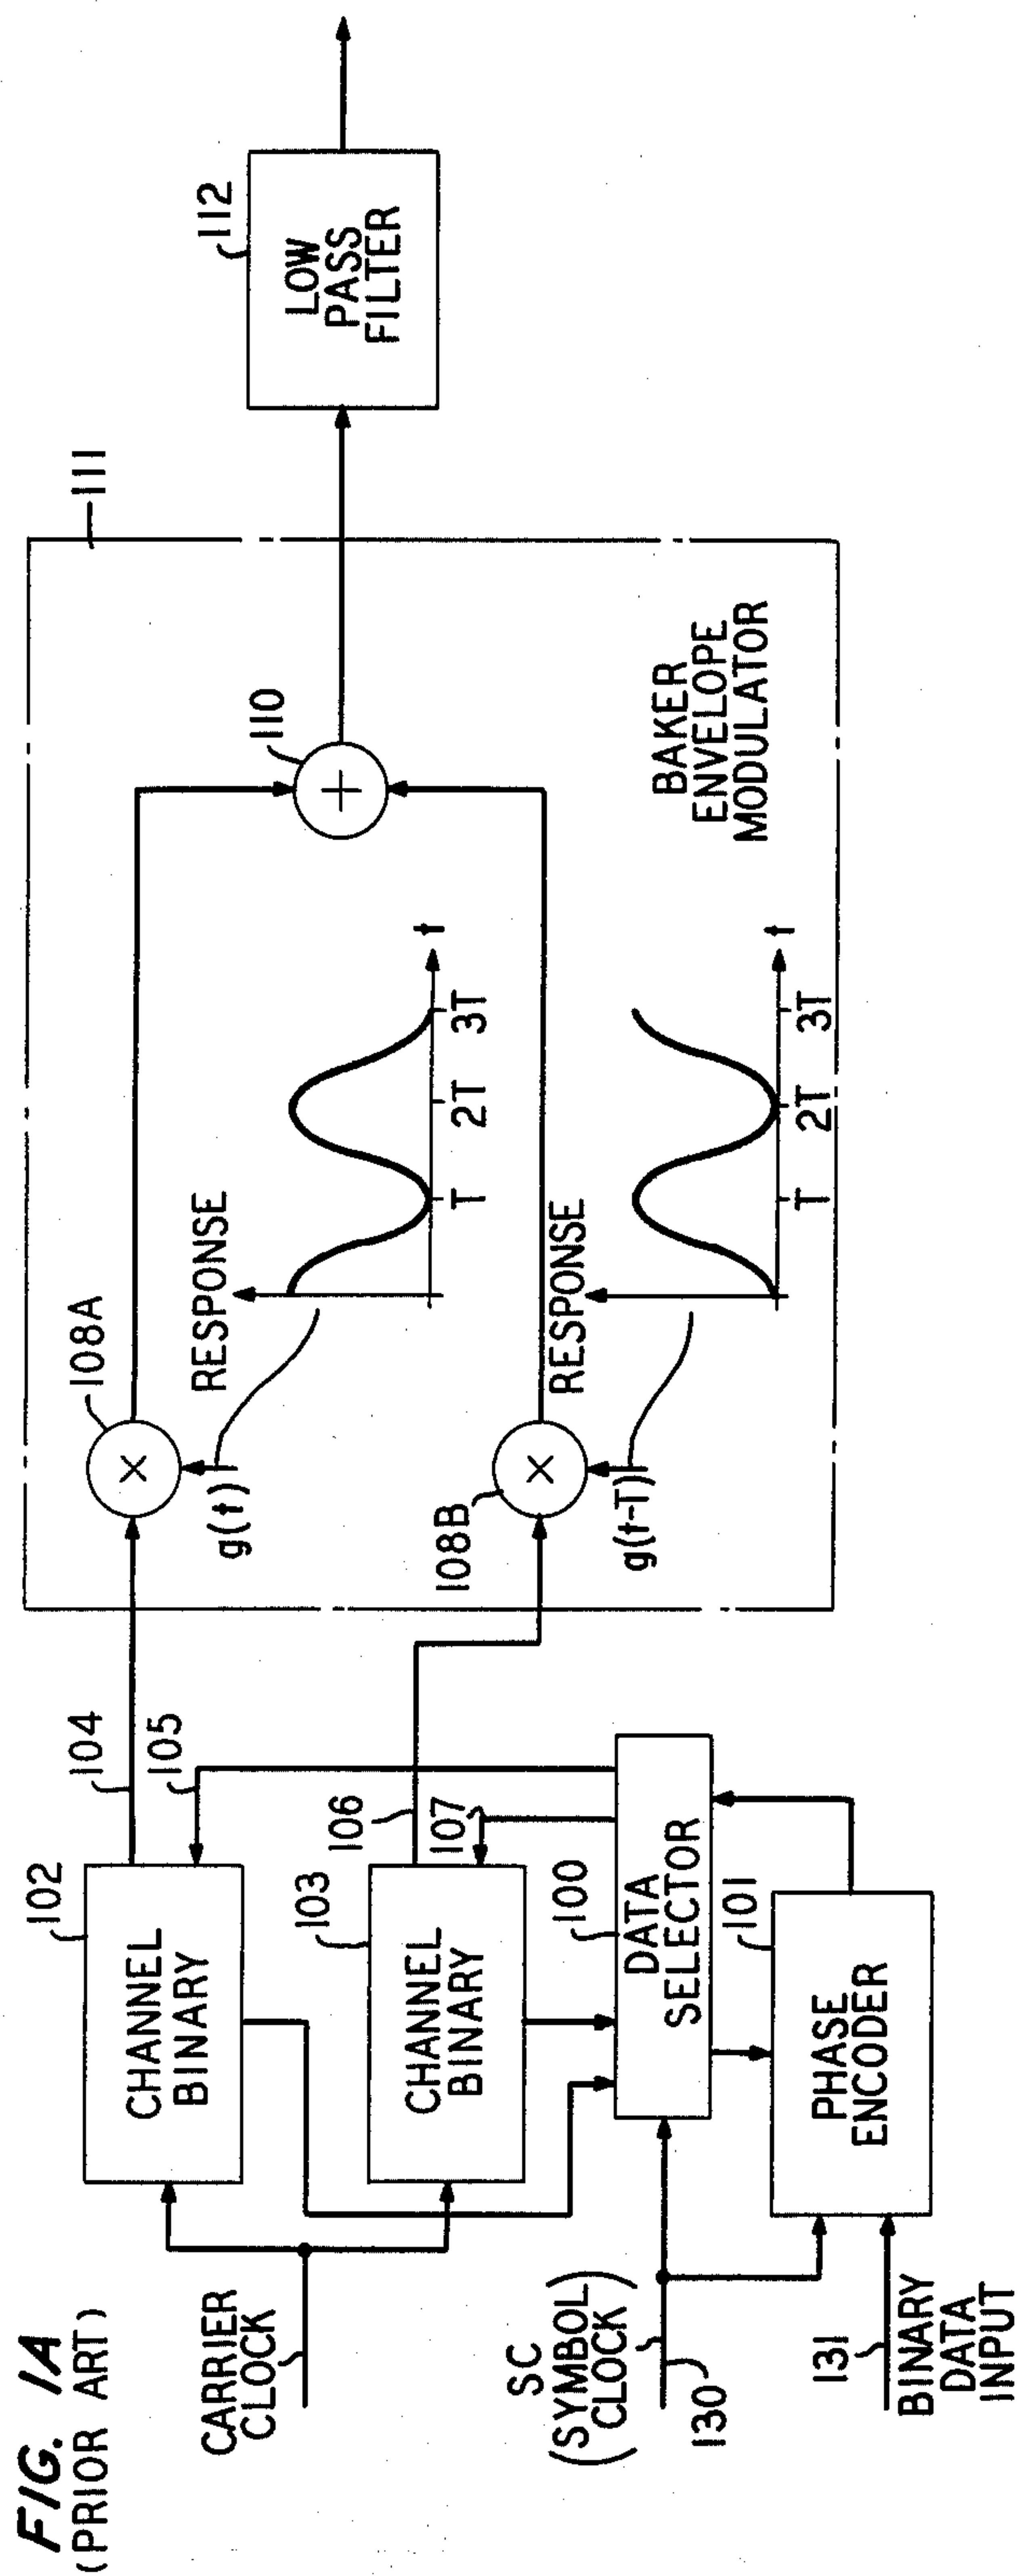 FIG. 1A
(PRIOR ART)
CARRIER
CLOCK
102
CHANNEL
BINARY
104
105
103
CHANNEL
BINARY
106
107
SC
(SYMBOL
CLOCK)
130
100
DATA
SELECTOR
101
PHASE
ENCODER
131
BINARY
DATA
INPUT
108A
×
g(t)
RESPONSE
T
2T
3T
t
108B
×
g(t-T)
RESPONSE
T
2T
3T
t
110
+
BAKER
ENVELOPE
MODULATOR
111
112
LOW
PASS
FILTER